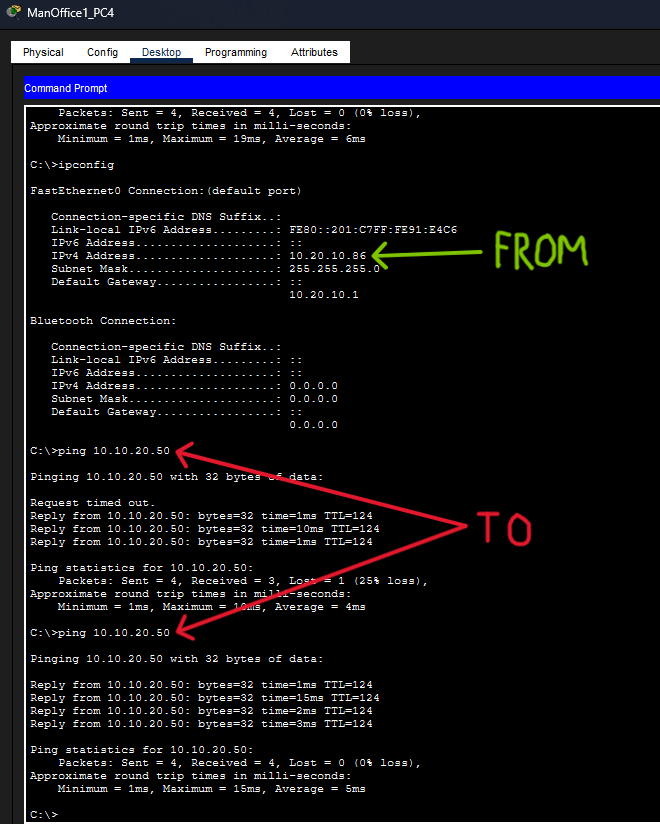 ManOffice1_PC4
Physical Config Desktop Programming Attributes
Command Prompt
Packets: Sent = 4, Received = 4, Lost = 0 (0% loss),
Approximate round trip times in milli-seconds:
Minimum = 1ms, Maximum = 19ms, Average = 6ms
C:\>ipconfig
FastEthernet0 Connection:(default port)
Connection-specific DNS Suffix..:
Link-local IPv6 Address.........: FE80::201:C7FF:FE91:E4C6
IPv6 Address....................: ::
IPv4 Address....................: 10.20.10.86
FROM
Subnet Mask.....................: 255.255.255.0
Default Gateway.................: ::
10.20.10.1
Bluetooth Connection:
Connection-specific DNS Suffix..:
Link-local IPv6 Address.........: ::
IPv6 Address....................: ::
IPv4 Address....................: 0.0.0.0
Subnet Mask.....................: 0.0.0.0
Default Gateway.................: ::
0.0.0.0
C:\>ping 10.10.20.50
Pinging 10.10.20.50 with 32 bytes of data:
Request timed out.
Reply from 10.10.20.50: bytes=32 time=1ms TTL=124
Reply from 10.10.20.50: bytes=32 time=10ms TTL=124
TO
Reply from 10.10.20.50: bytes=32 time=1ms TTL=124
Ping statistics for 10.10.20.50:
Packets: Sent = 4, Received = 3, Lost = 1 (25% loss),
Approximate round trip times in milli-seconds:
Minimum = 1ms, Maximum = 10ms, Average = 4ms
C:\>ping 10.10.20.50
Pinging 10.10.20.50 with 32 bytes of data:
Reply from 10.10.20.50: bytes=32 time=1ms TTL=124
Reply from 10.10.20.50: bytes=32 time=15ms TTL=124
Reply from 10.10.20.50: bytes=32 time=2ms TTL=124
Reply from 10.10.20.50: bytes=32 time=3ms TTL=124
Ping statistics for 10.10.20.50:
Packets: Sent = 4, Received = 4, Lost = 0 (0% loss),
Approximate round trip times in milli-seconds:
Minimum = 1ms, Maximum = 15ms, Average = 5ms
C:\>